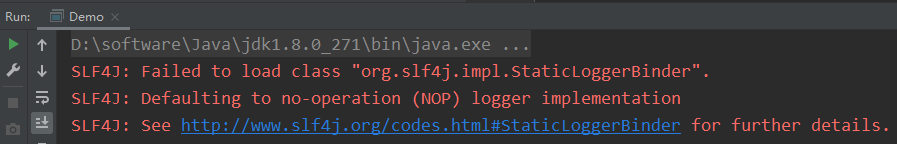 Run: Demo
D:\software\Java\jdk1.8.0_271\bin\java.exe ...
SLF4J: Failed to load class "org.slf4j.impl.StaticLoggerBinder".
SLF4J: Defaulting to no-operation (NOP) logger implementation
SLF4J: See http://www.slf4j.org/codes.html#StaticLoggerBinder for further details.